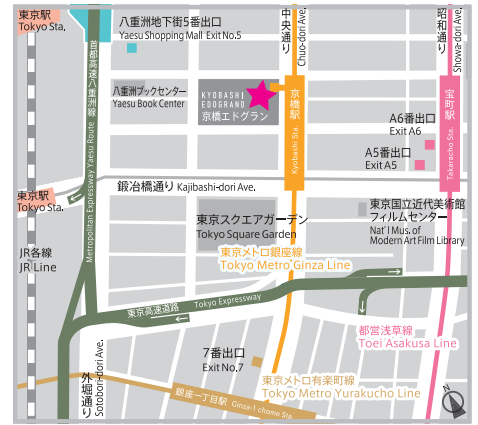 東京駅
Tokyo Sta.
八重洲地下街5番出口
Yaesu Shopping Mall Exit No.5
中央通り
Chuo-dori Ave.
昭和通り
Showa-dori Ave.
首都高速八重洲線
Metropolitan Expressway Yaesu Route
八重洲ブックセンター
Yaesu Book Center
KYOBASHI
EDOGRAND
京橋エドグラン
京橋駅
Kyobashi Sta.
宝町駅
Takaracho Sta.
A6番出口
Exit A6
A5番出口
Exit A5
東京駅
Tokyo Sta.
鍛冶橋通り Kajibashi-dori Ave.
東京スクエアガーデン
Tokyo Square Garden
東京国立近代美術館
フィルムセンター
Nat'l Mus. of
Modern Art Film Library
JR各線
JR Line
東京メトロ銀座線
Tokyo Metro Ginza Line
東京高速道路
Tokyo Expressway
都営浅草線
Toei Asakusa Line
7番出口
Exit No.7
外堀通り
Sotobori-dori Ave.
東京メトロ有楽町線
Tokyo Metro Yurakucho Line
銀座一丁目駅 Ginza-1 chome Sta.
N